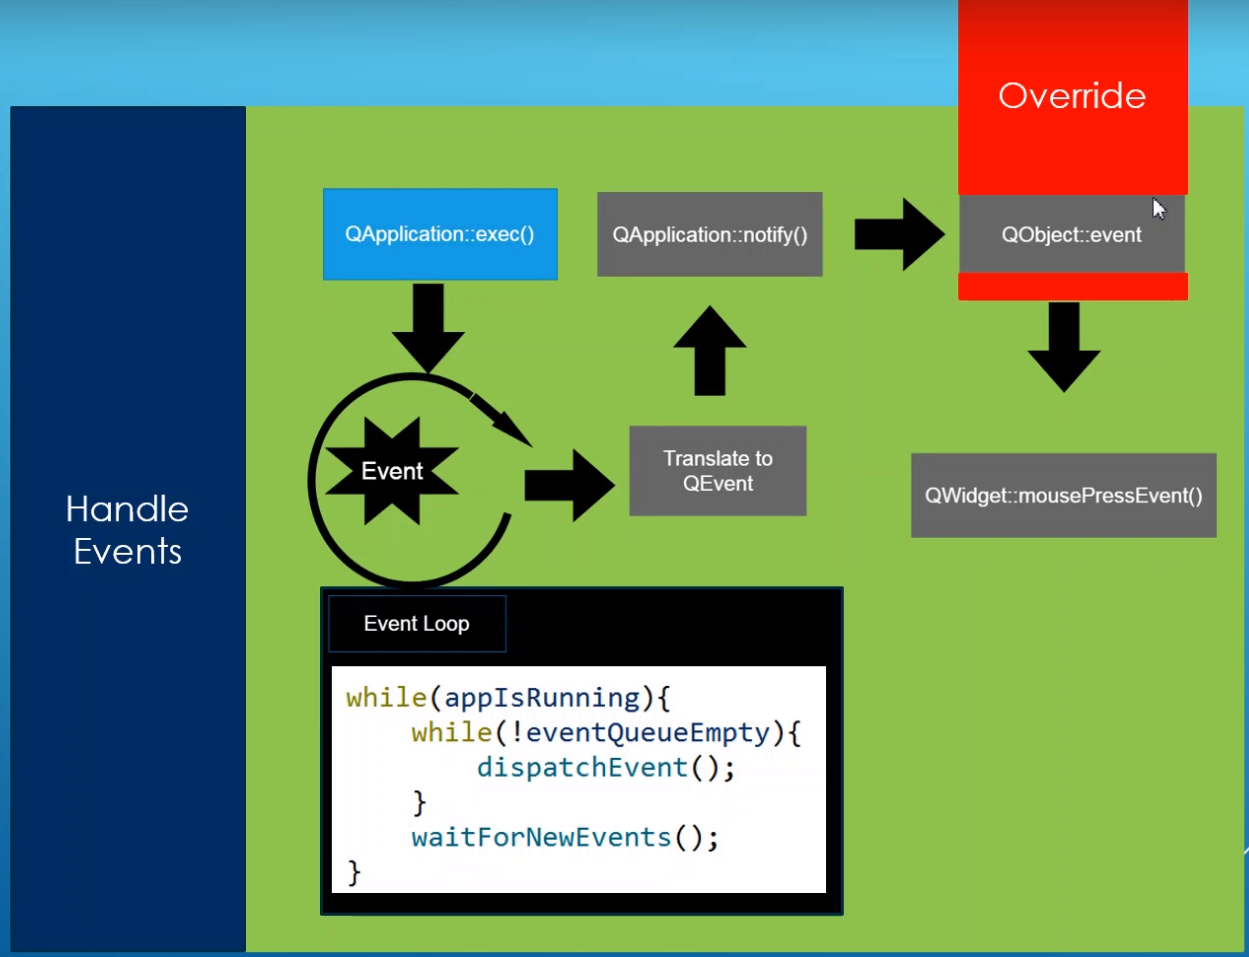 Override
QApplication::exec()
QApplication::notify()
QObject::event
Event
Translate to
QEvent
QWidget::mousePressEvent()
Handle
Events
Event Loop
while(appIsRunning){
    while(!eventQueueEmpty){
        dispatchEvent();
    }
    waitForNewEvents();
}